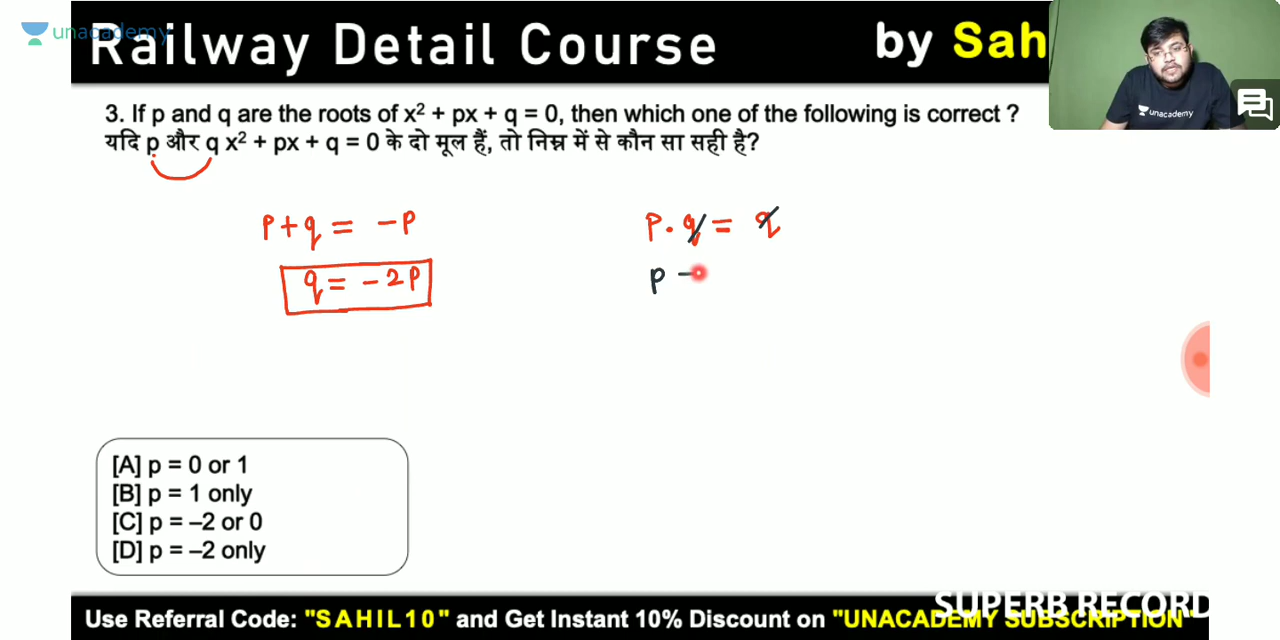 unacademy
Railway Detail Course by Sah
unacademy
3. If p and q are the roots of x² + px + q = 0, then which one of the following is correct ?
यदि p और q x² + px + q = 0 के दो मूल हैं, तो निम्न में से कौन सा सही है?
p + q = - p
p . q = q
q = - 2p
p -
[A] p = 0 or 1
[B] p = 1 only
[C] p = –2 or 0
[D] p = –2 only
SUPERB RECORD
Use Referral Code: "SAHIL10" and Get Instant 10% Discount on "UNACADEMY SUBSCRIPTION"